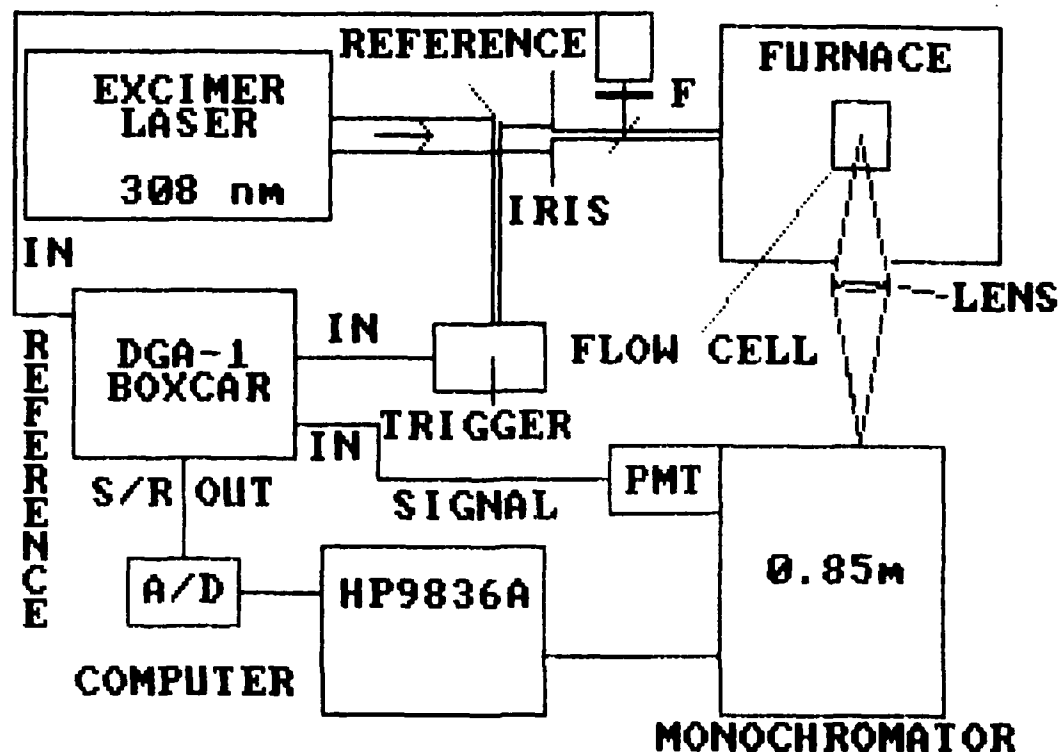 REFERENCE
EXCIMER
LASER
308 nm
F
FURNACE
IRIS
IN
LENS
FLOW CELL
REFERENCE
DGA-1
BOXCAR
IN
TRIGGER
IN
S/R OUT
SIGNAL
PMT
A/D
HP9836A
0.85m
COMPUTER
MONOCHROMATOR